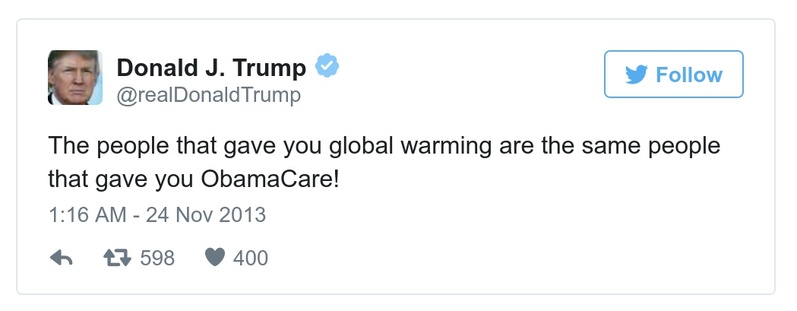 Donald J. Trump
@realDonaldTrump
Follow
The people that gave you global warming are the same people
that gave you ObamaCare!
1:16 AM - 24 Nov 2013
598 400